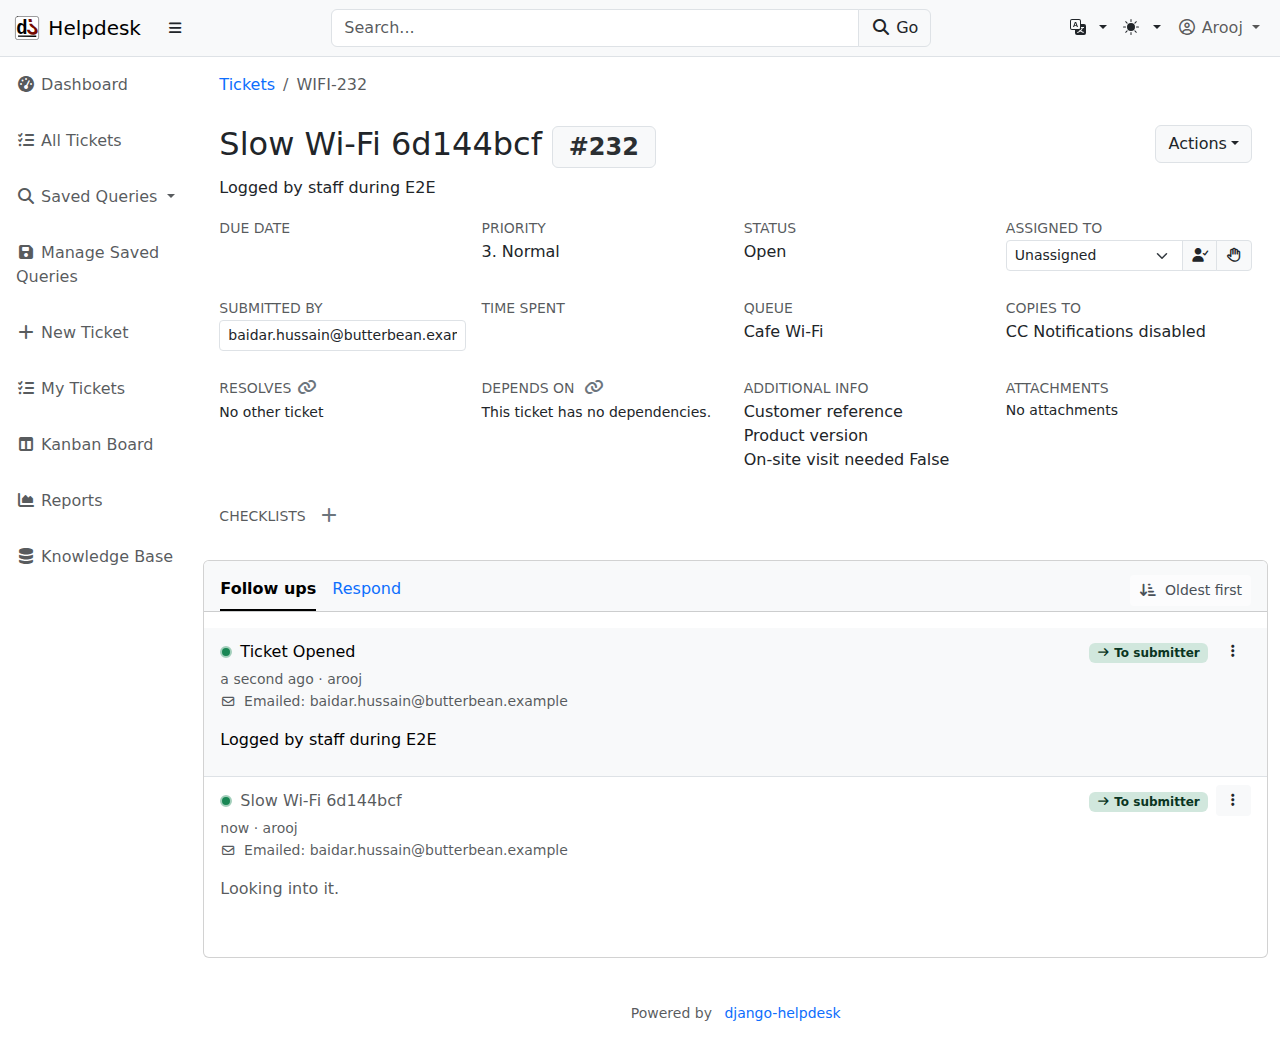 Helpdesk
Search...
Go
Arooj
Dashboard
All Tickets
Saved Queries
Manage Saved Queries
New Ticket
My Tickets
Kanban Board
Reports
Knowledge Base
Tickets / WIFI-232
Slow Wi-Fi 6d144bcf #232
Actions
Logged by staff during E2E
DUE DATE
PRIORITY
3. Normal
STATUS
Open
ASSIGNED TO
Unassigned
SUBMITTED BY
baidar.hussain@butterbean.exar
TIME SPENT
QUEUE
Cafe Wi-Fi
COPIES TO
CC Notifications disabled
RESOLVES
No other ticket
DEPENDS ON
This ticket has no dependencies.
ADDITIONAL INFO
Customer reference
Product version
On-site visit needed False
ATTACHMENTS
No attachments
CHECKLISTS
Follow ups
Respond
Oldest first
Ticket Opened
To submitter
a second ago · arooj
Emailed: baidar.hussain@butterbean.example
Logged by staff during E2E
Slow Wi-Fi 6d144bcf
To submitter
now · arooj
Emailed: baidar.hussain@butterbean.example
Looking into it.
Powered by django-helpdesk